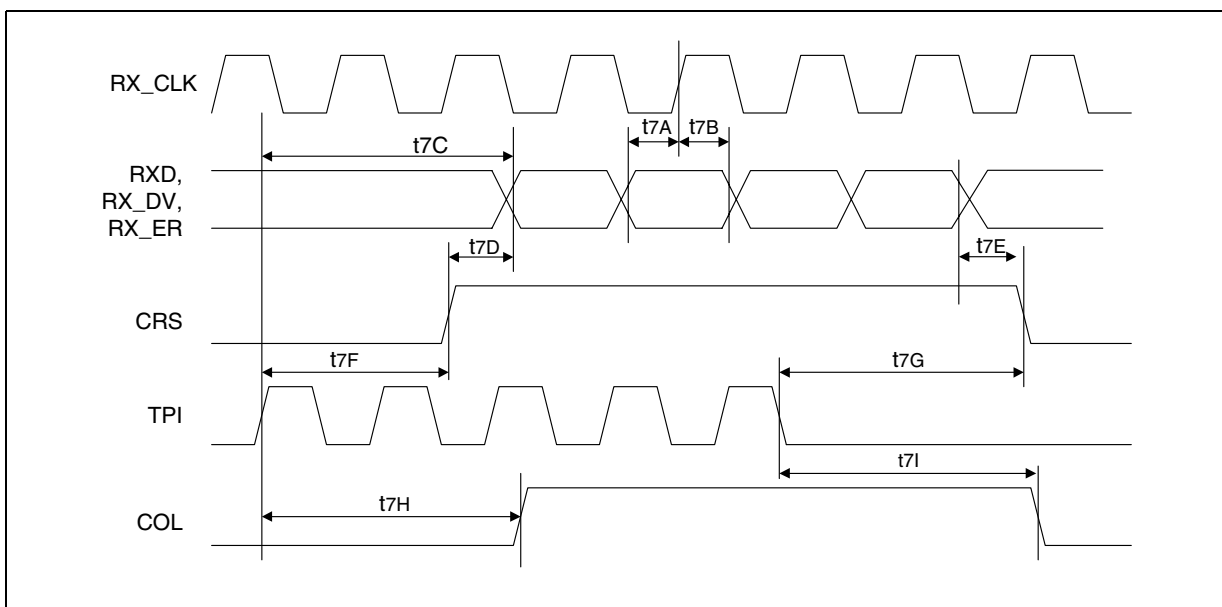 RX_CLK
t7A
t7B
t7C
RXD,
RX_DV,
RX_ER
t7D
t7E
CRS
t7F
t7G
TPI
t7I
t7H
COL